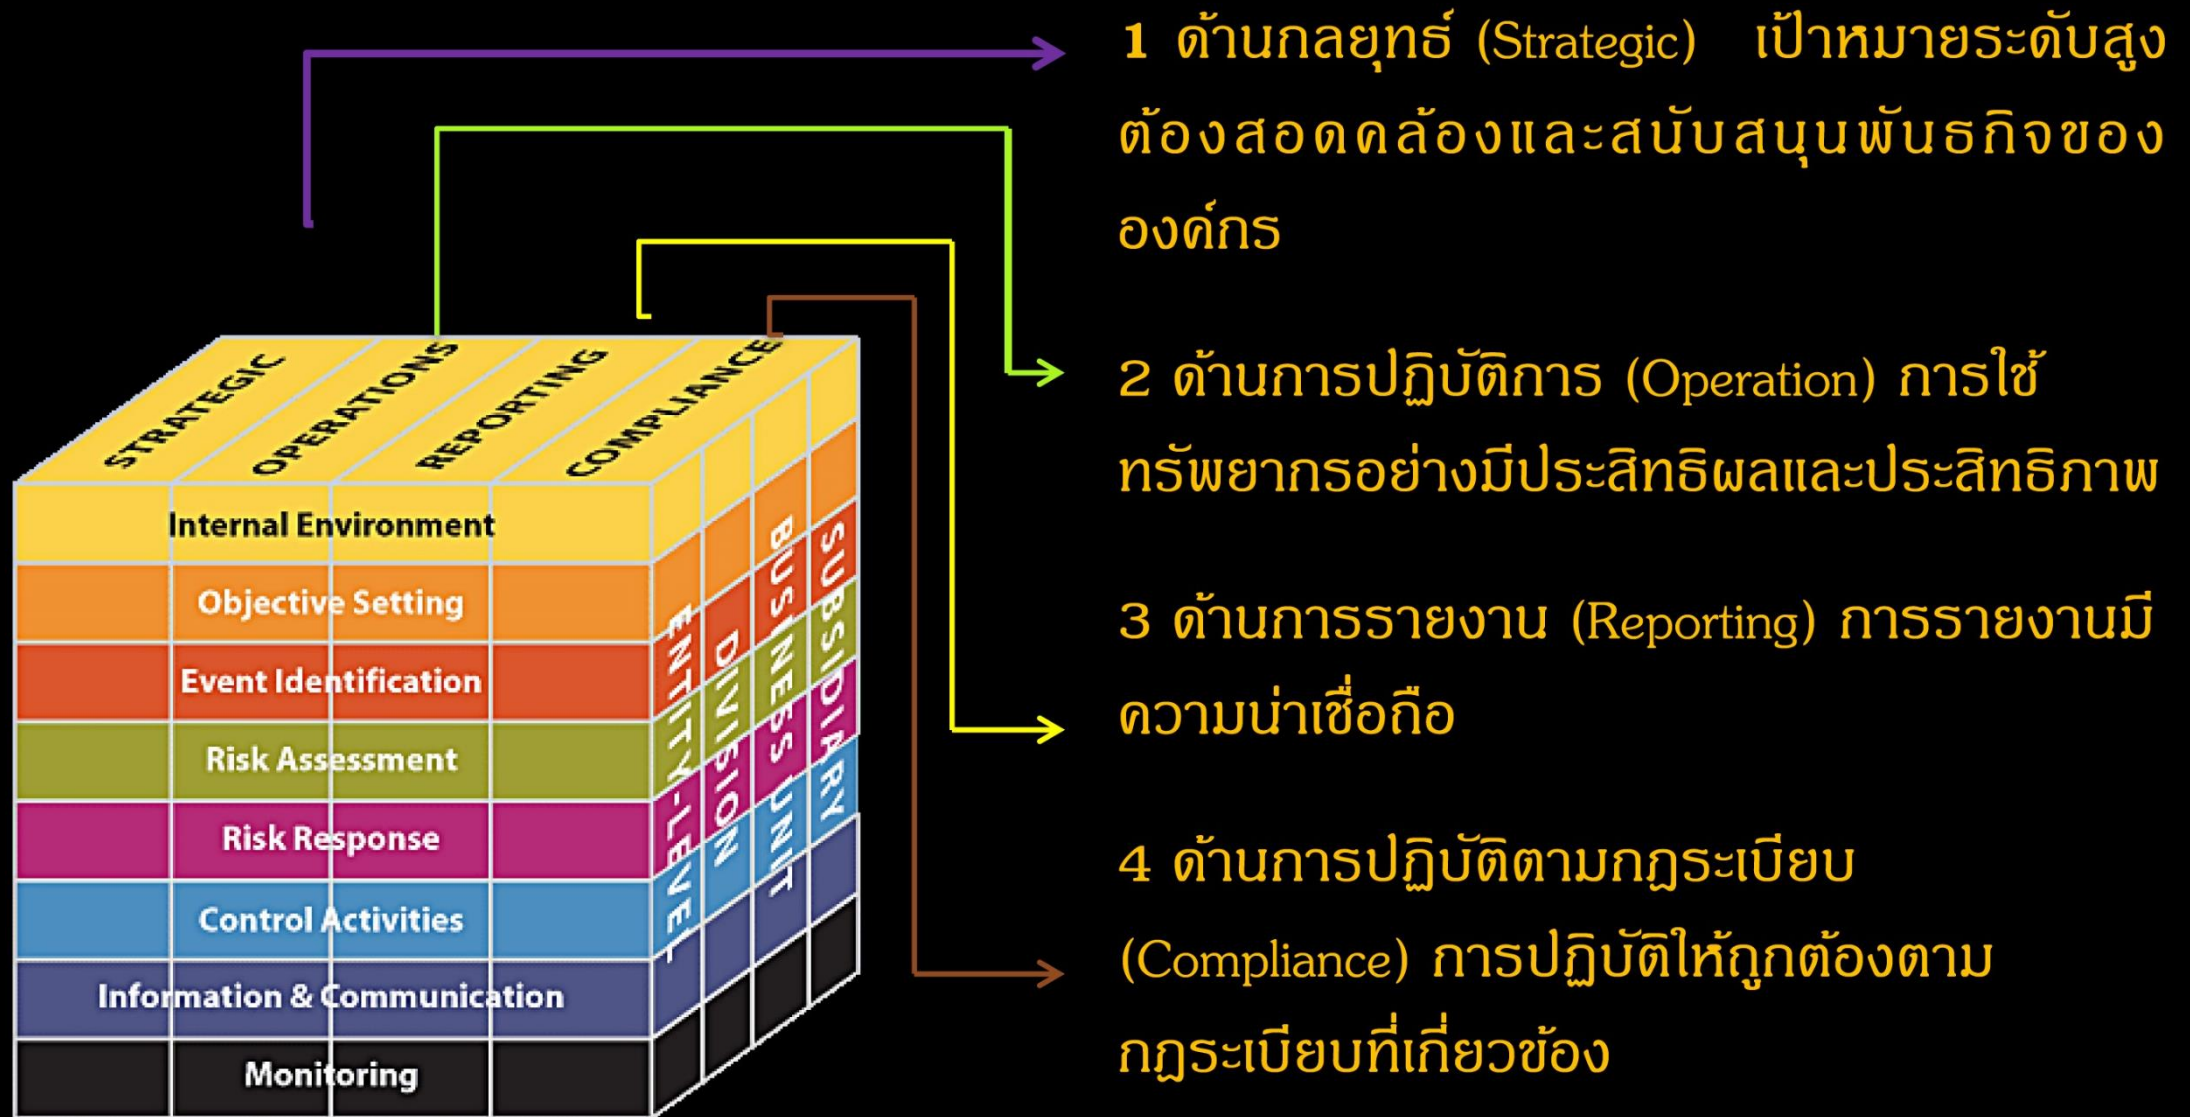 1 ด้านกลยุทธ์ (Strategic) เป้าหมายระดับสูง
ต้องสอดคล้องและสนับสนุนพันธกิจของ
องค์กร
2 ด้านการปฏิบัติการ (Operation) การใช้
ทรัพยากรอย่างมีประสิทธิผลและประสิทธิภาพ
3 ด้านการรายงาน (Reporting) การรายงานมี
ความน่าเชื่อถือ
4 ด้านการปฏิบัติตามกฎระเบียบ
(Compliance) การปฏิบัติให้ถูกต้องตาม
กฎระเบียบที่เกี่ยวข้อง
STRATEGIC
OPERATIONS
REPORTING
COMPLIANCE
Internal Environment
Objective Setting
Event Identification
Risk Assessment
Risk Response
Control Activities
Information & Communication
Monitoring
ENTITY-LEVEL
DIVISION
BUSINESS UNIT
SUBSIDIARY